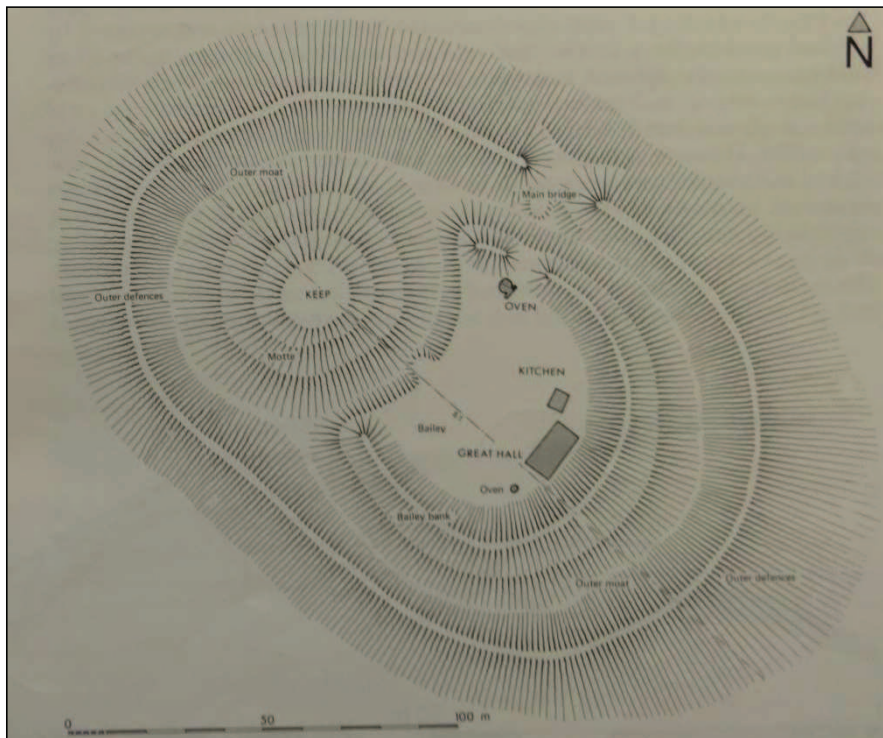 N
Outer moat
Main bridge
KEEP
Outer defences
OVEN
Motte
KITCHEN
Bailey
GREAT HALL
Oven
Bailey bank
Outer moat
Outer defences
0 50 100 m